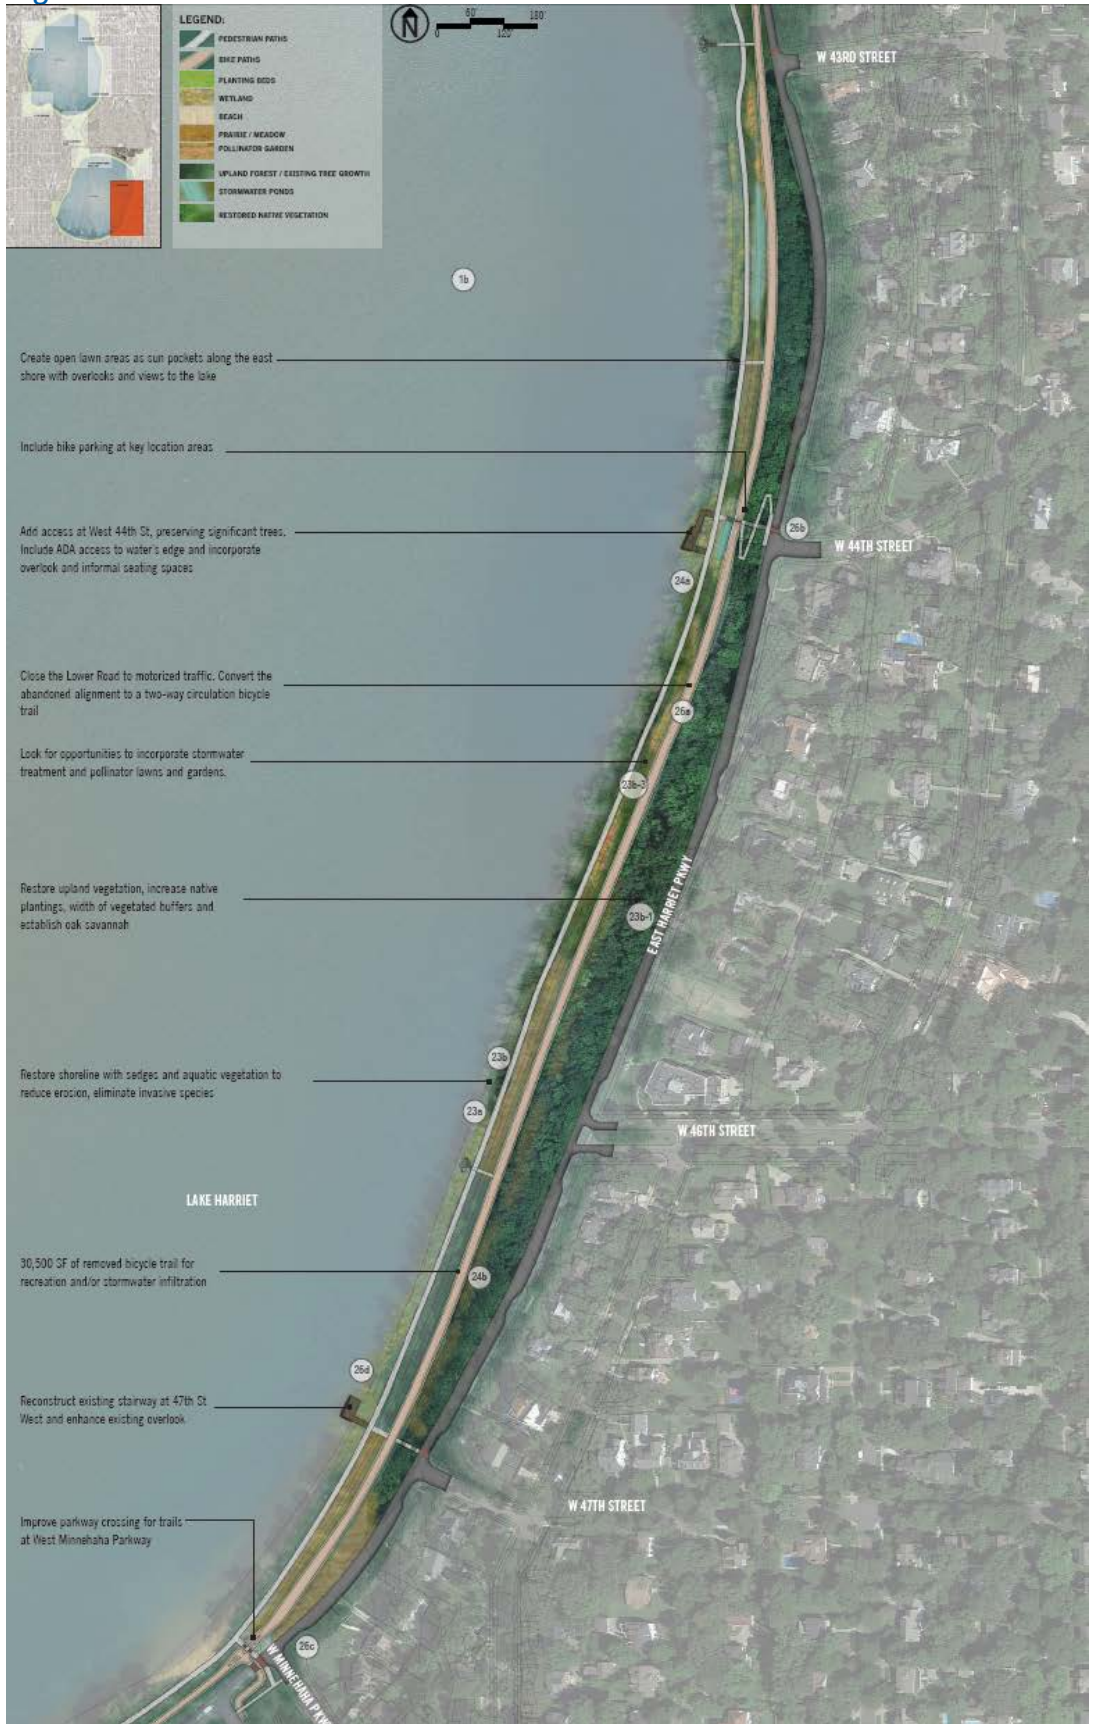 LEGEND:
PEDESTRIAN PATHS
BIKE PATHS
PLANTING BEDS
WETLAND
BEACH
PRAIRIE / MEADOW
POLLINATOR GARDEN
UPLAND FOREST / EXISTING TREE GROWTH
STORMWATER PONDS
RESTORED NATIVE VEGETATION
N
0
60'
120'
180'
W 43RD STREET
1b
Create open lawn areas as sun pockets along the east
shore with overlooks and views to the lake
Include bike parking at key location areas
Add access at West 44th St, preserving significant trees.
Include ADA access to water's edge and incorporate
overlook and informal seating spaces
26b
W 44TH STREET
24a
Close the Lower Road to motorized traffic. Convert the
abandoned alignment to a two-way circulation bicycle
trail
26a
Look for opportunities to incorporate stormwater
treatment and pollinator lawns and gardens.
23b-3
Restore upland vegetation, increase native
plantings, width of vegetated buffers and
establish oak savannah
23b-1
EAST HARRIET PKWY
23b
Restore shoreline with sedges and aquatic vegetation to
reduce erosion, eliminate invasive species
23a
W 46TH STREET
LAKE HARRIET
30,500 SF of removed bicycle trail for
recreation and/or stormwater infiltration
24b
26d
Reconstruct existing stairway at 47th St
West and enhance existing overlook
W 47TH STREET
Improve parkway crossing for trails
at West Minnehaha Parkway
26c
W MINNEHAHA PKWY